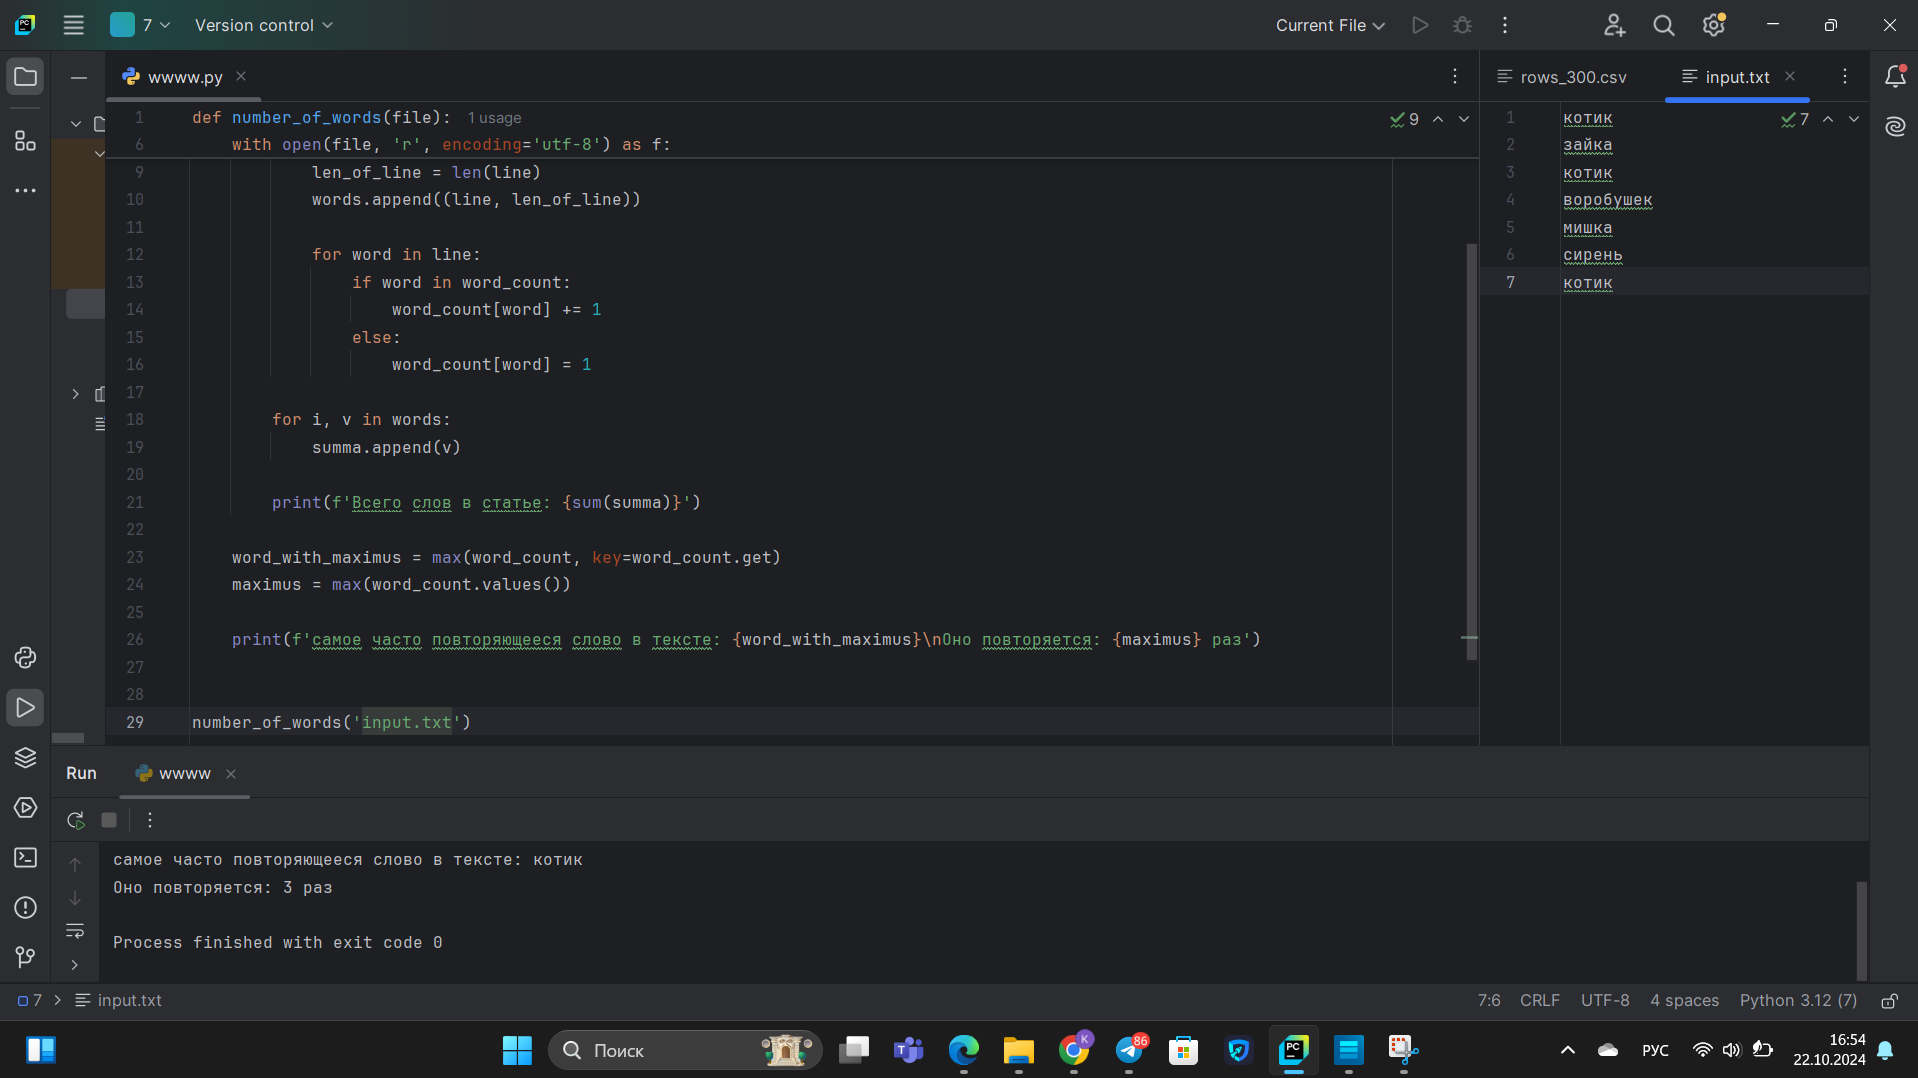 7 Version control Current File
wwww.py
1 def number_of_words(file): 1 usage 9
6 with open(file, 'r', encoding='utf-8') as f:
9 len_of_line = len(line)
10 words.append((line, len_of_line))
11
12 for word in line:
13 if word in word_count:
14 word_count[word] += 1
15 else:
16 word_count[word] = 1
17
18 for i, v in words:
19 summa.append(v)
20
21 print(f'Всего слов в статье: {sum(summa)}')
22
23 word_with_maximus = max(word_count, key=word_count.get)
24 maximus = max(word_count.values())
25
26 print(f'самое часто повторяющееся слово в тексте: {word_with_maximus}\nОно повторяется: {maximus} раз')
27
28
29 number_of_words('input.txt')
rows_300.csv input.txt
1 котик 7
2 зайка
3 котик
4 воробушек
5 мишка
6 сирень
7 котик
Run wwww
самое часто повторяющееся слово в тексте: котик
Оно повторяется: 3 раз
Process finished with exit code 0
7 input.txt 7:6 CRLF UTF-8 4 spaces Python 3.12 (7)
Поиск K 86 PC РУС 16:54
22.10.2024